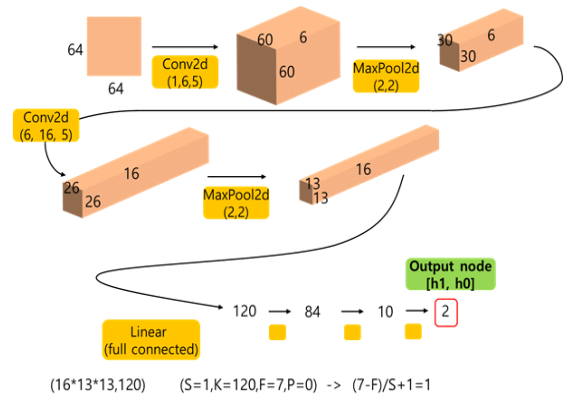 64
64
Conv2d
(1,6,5)
60
6
60
MaxPool2d
(2,2)
30
6
30
Conv2d
(6, 16, 5)
26
16
26
MaxPool2d
(2,2)
13
16
13
Output node
[h1, h0]
120
84
10
2
Linear
(full connected)
(16*13*13,120)
(S=1,K=120,F=7,P=0) -> (7-F)/S+1=1